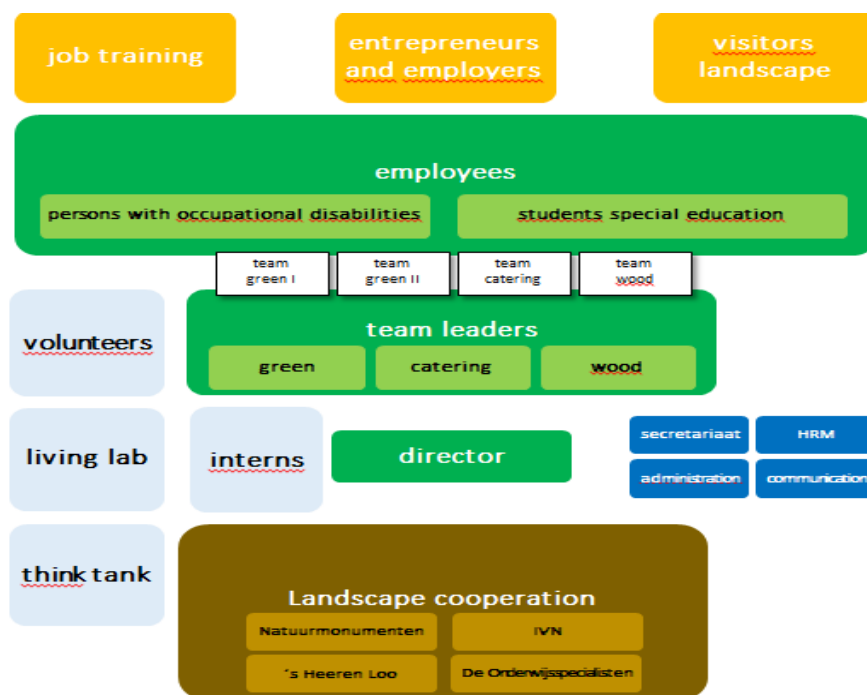 job training
entrepreneurs
and employers
visitors
landscape
employees
persons with occupational disabilities
students special education
team
green I
team
green II
team
catering
team
wood
volunteers
team leaders
green
catering
wood
living lab
interns
director
secretariaat
HRM
administration
communication
think tank
Landscape cooperation
Natuurmonumenten
IVN
´s Heeren Loo
De Onderwijsspecialisten